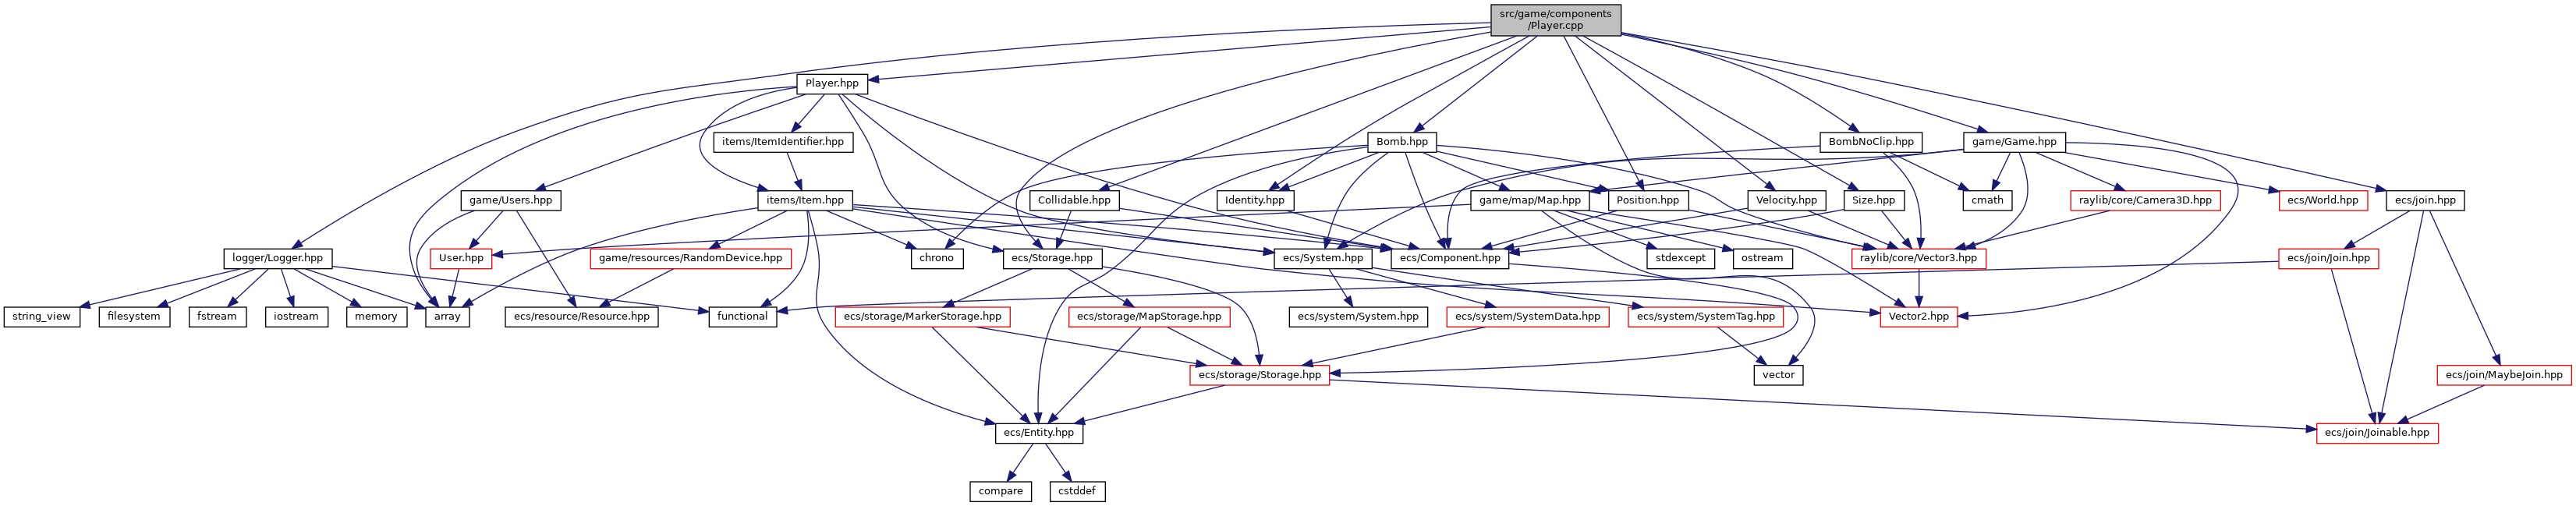 src/game/components
/Player.cpp
Player.hpp
items/ItemIdentifier.hpp
Bomb.hpp
BombNoClip.hpp
game/Game.hpp
game/Users.hpp
items/Item.hpp
Collidable.hpp
Identity.hpp
game/map/Map.hpp
Position.hpp
Velocity.hpp
Size.hpp
cmath
raylib/core/Camera3D.hpp
ecs/World.hpp
ecs/join.hpp
logger/Logger.hpp
User.hpp
game/resources/RandomDevice.hpp
chrono
ecs/Storage.hpp
ecs/System.hpp
ecs/Component.hpp
stdexcept
ostream
raylib/core/Vector3.hpp
ecs/join/Join.hpp
string_view
filesystem
fstream
iostream
memory
array
ecs/resource/Resource.hpp
functional
ecs/storage/MarkerStorage.hpp
ecs/storage/MapStorage.hpp
ecs/system/System.hpp
ecs/system/SystemData.hpp
ecs/system/SystemTag.hpp
Vector2.hpp
ecs/storage/Storage.hpp
vector
ecs/join/MaybeJoin.hpp
ecs/Entity.hpp
ecs/join/Joinable.hpp
compare
cstddef